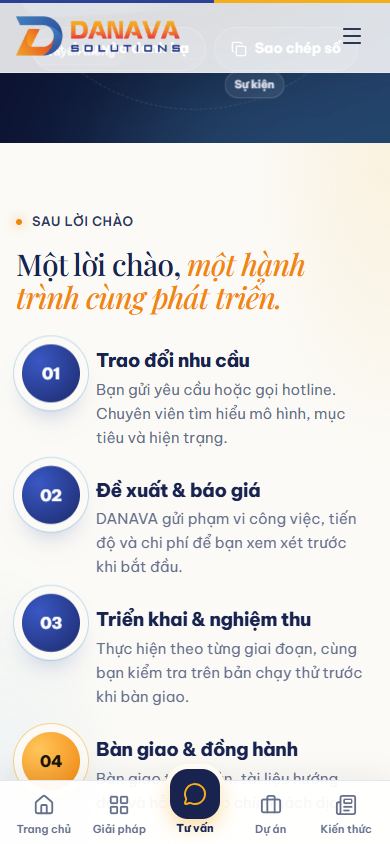 DANAVA
SOLUTIONS
Sao chép số
Sự kiện
SAU LỜI CHÀO
Một lời chào, một hành
trình cùng phát triển.
01
Trao đổi nhu cầu
Bạn gửi yêu cầu hoặc gọi hotline.
Chuyên viên tìm hiểu mô hình, mục
tiêu và hiện trạng.
02
Đề xuất & báo giá
DANAVA gửi phạm vi công việc, tiến
độ và chi phí để bạn xem xét trước
khi bắt đầu.
03
Triển khai & nghiệm thu
Thực hiện theo từng giai đoạn, cùng
bạn kiểm tra trên bản chạy thử trước
khi bàn giao.
04
Bàn giao & đồng hành
Bàn giao tài liệu hướng
Trang chủ
Giải pháp
Tư vấn
Dự án
Kiến thức